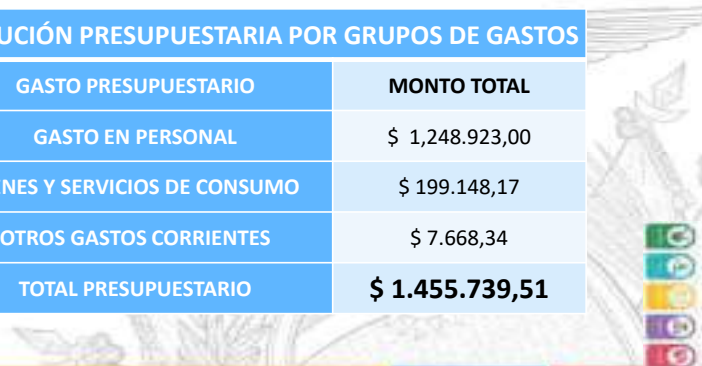 UCIÓN PRESUPUESTARIA POR GRUPOS DE GASTOS
GASTO PRESUPUESTARIO MONTO TOTAL
GASTO EN PERSONAL $ 1,248.923,00
ENES Y SERVICIOS DE CONSUMO $ 199.148,17
OTROS GASTOS CORRIENTES $ 7.668,34
TOTAL PRESUPUESTARIO $ 1.455.739,51